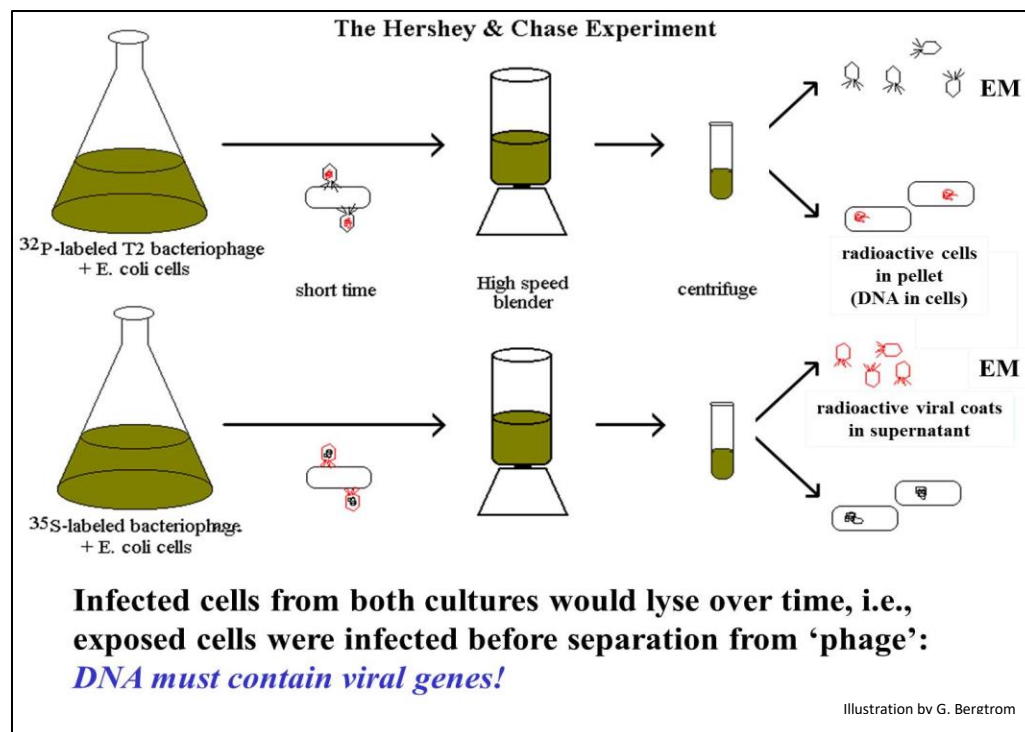 The Hershey & Chase Experiment
EM
³²P-labeled T2 bacteriophage
+ E. coli cells
short time
High speed
blender
centrifuge
radioactive cells
in pellet
(DNA in cells)
EM
radioactive viral coats
in supernatant
³⁵S-labeled bacteriophage
+ E. coli cells
Infected cells from both cultures would lyse over time, i.e.,
exposed cells were infected before separation from ‘phage’:
DNA must contain viral genes!
Illustration by G. Bergtrom